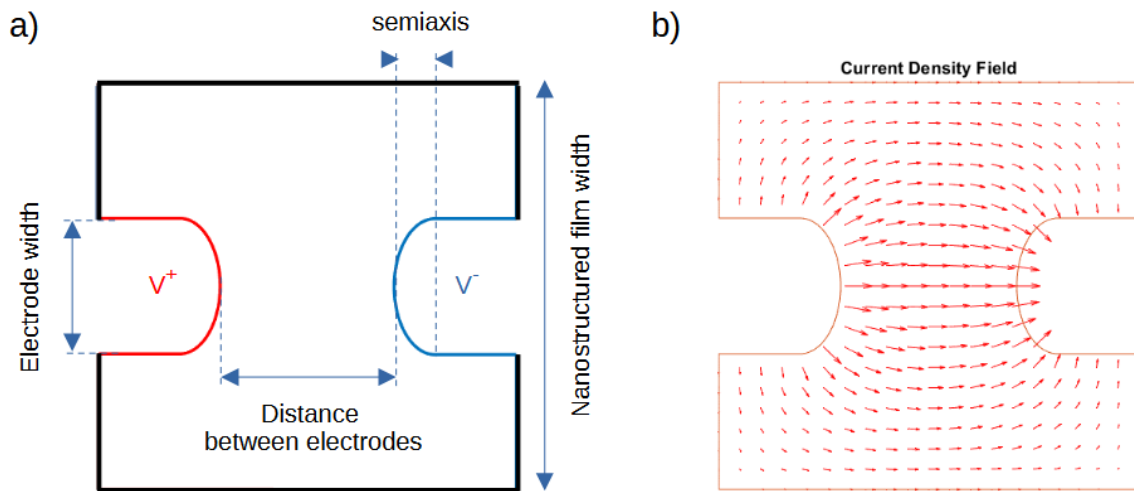 a)
semiaxis
Electrode width
V+
V-
Distance
between electrodes
Nanostructured film width
b)
Current Density Field